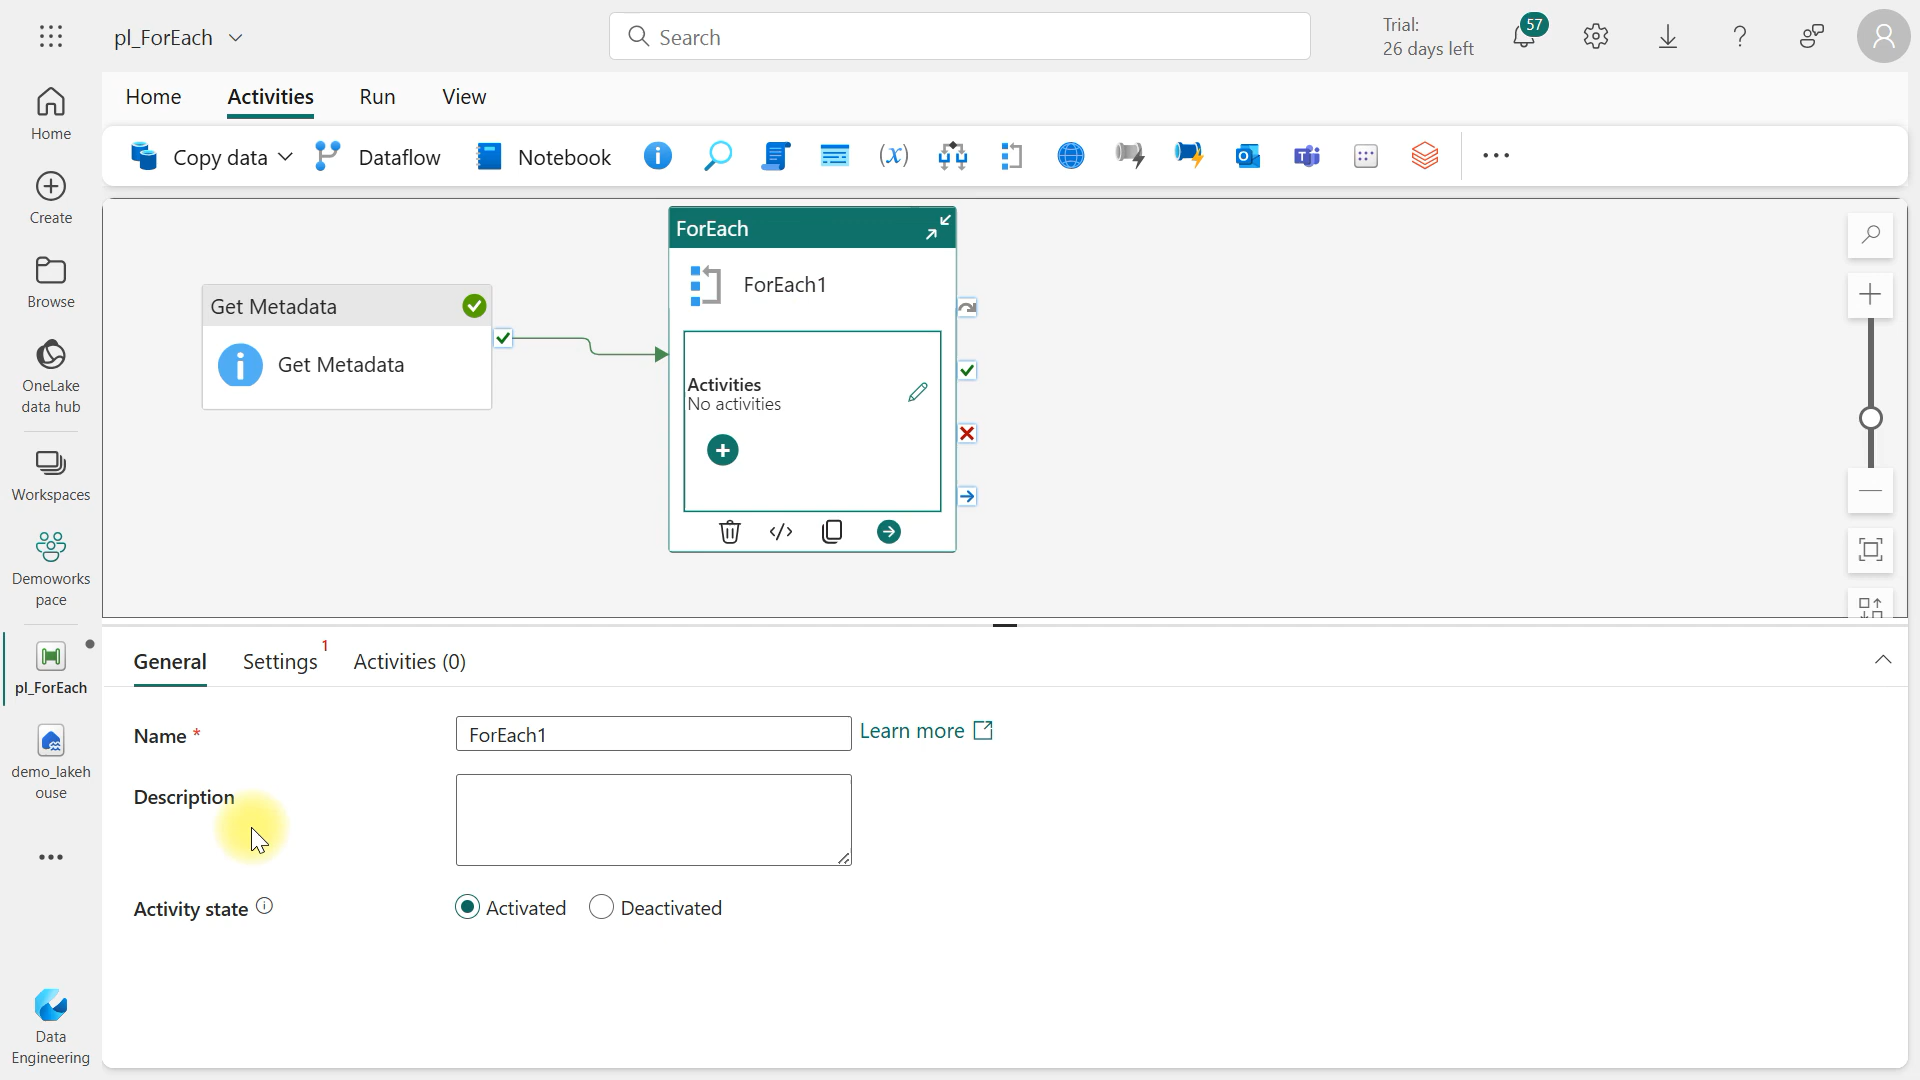 pl_ForEach
Search
Trial:
26 days left
57
Home
Activities
Run
View
Copy data
Dataflow
Notebook
(x)
Home
Create
Browse
OneLake
data hub
Workspaces
Demoworks
pace
pl_ForEach
demo_lakeh
ouse
Data
Engineering
Get Metadata
Get Metadata
ForEach
ForEach1
Activities
No activities
General
Settings 1
Activities (0)
Name *
ForEach1
Learn more
Description
Activity state
Activated
Deactivated